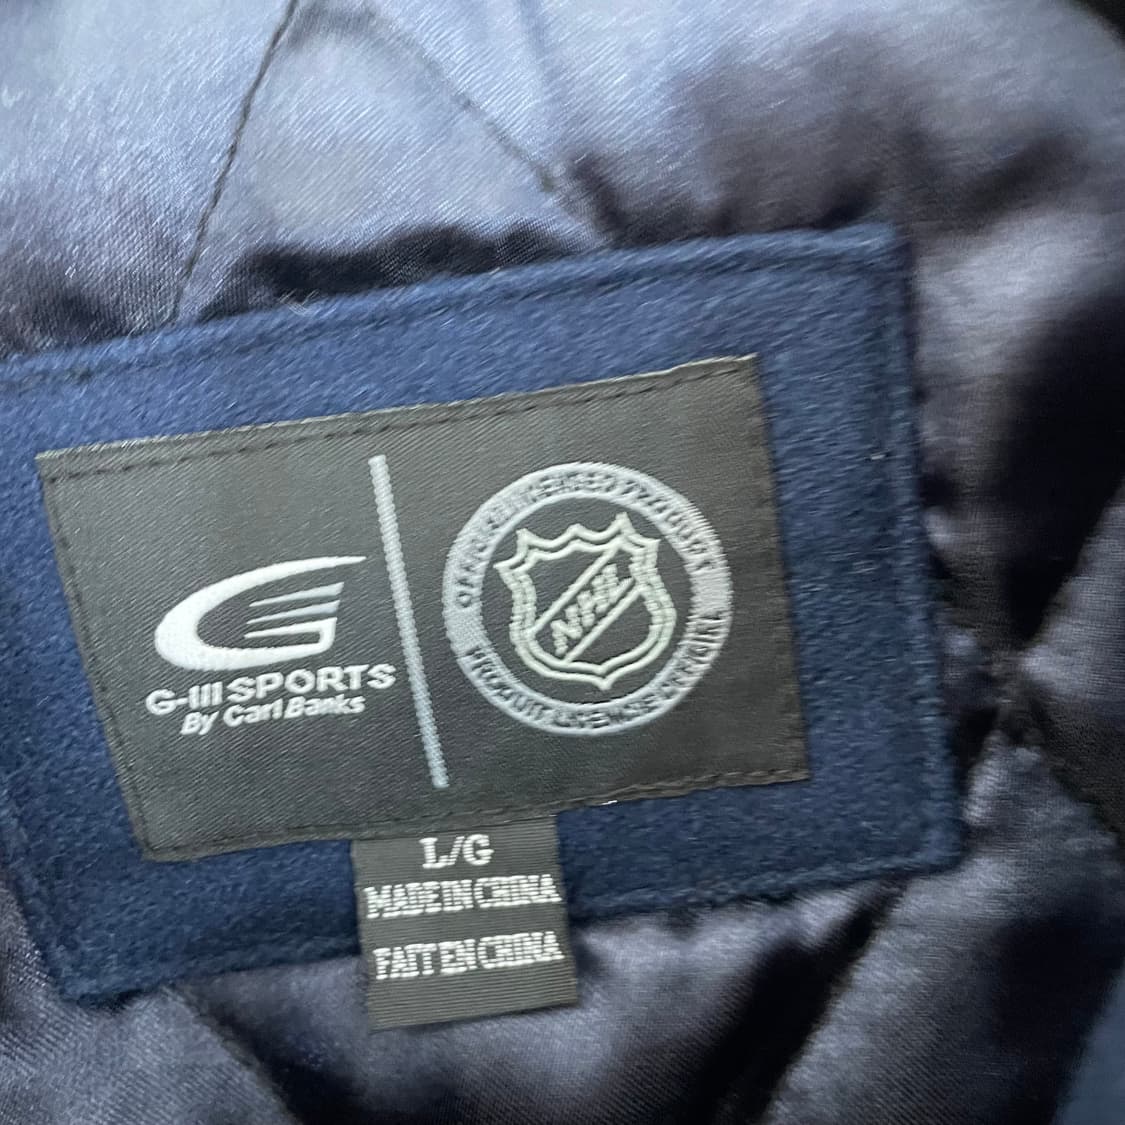 G-III SPORTS
By Carl Banks
NHL
L/G
MADE IN CHINA
FAIT EN CHINA